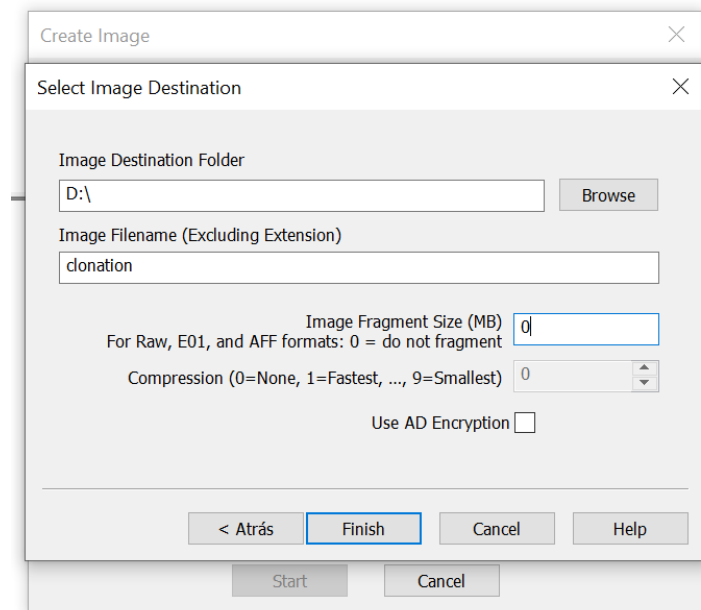 Create Image
Select Image Destination
Image Destination Folder
D:\
Browse
Image Filename (Excluding Extension)
clonation
Image Fragment Size (MB)
For Raw, E01, and AFF formats: 0 = do not fragment
0
Compression (0=None, 1=Fastest, ..., 9=Smallest)
0
Use AD Encryption
< Atrás
Finish
Cancel
Help
Start
Cancel